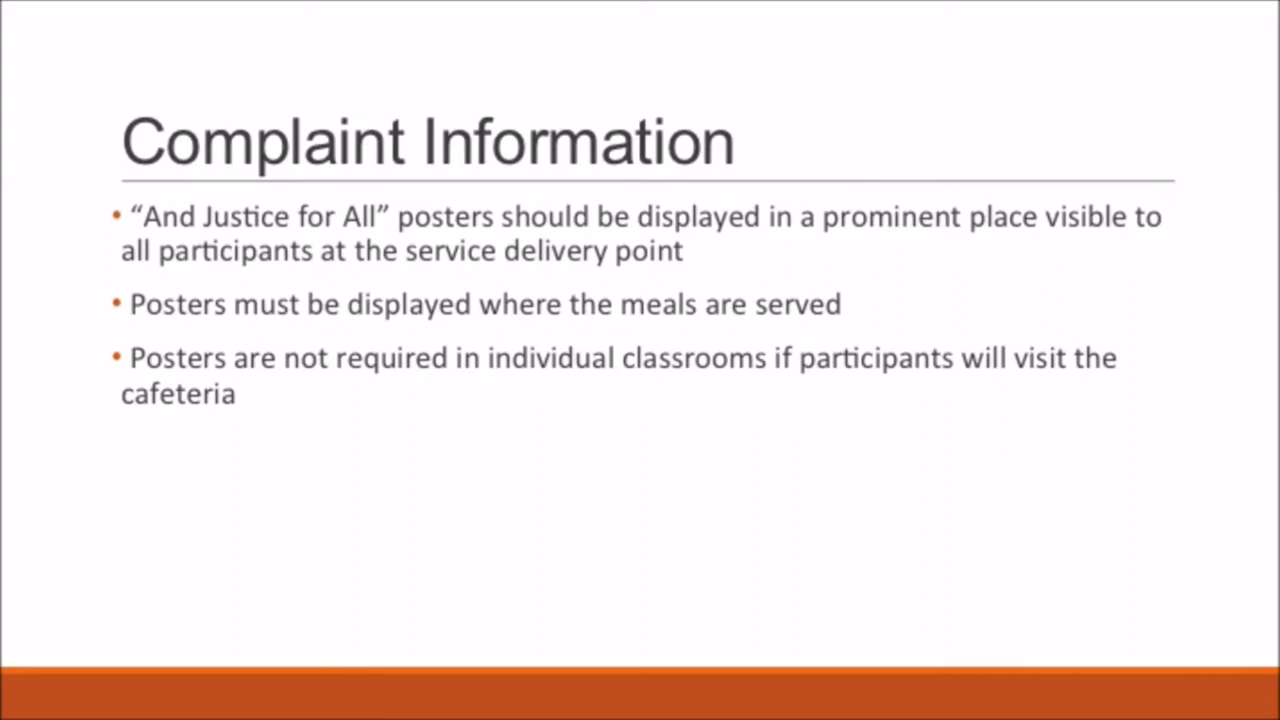 Complaint Information
• “And Justice for All” posters should be displayed in a prominent place visible to
all participants at the service delivery point
• Posters must be displayed where the meals are served
• Posters are not required in individual classrooms if participants will visit the
cafeteria